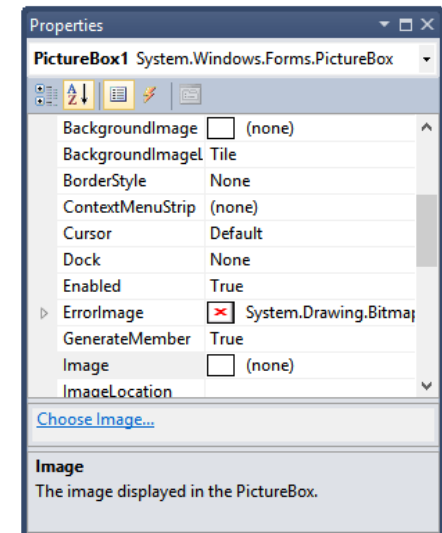 Properties
PictureBox1 System.Windows.Forms.PictureBox
BackgroundImage (none)
BackgroundImageL Tile
BorderStyle None
ContextMenuStrip (none)
Cursor Default
Dock None
Enabled True
ErrorImage System.Drawing.Bitmap
GenerateMember True
Image (none)
ImageLocation
Choose Image...
Image
The image displayed in the PictureBox.